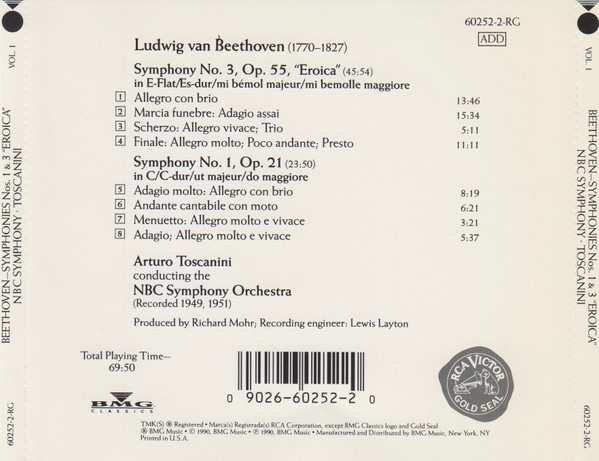 VOL. 1
BEETHOVEN—SYMPHONIES Nos. 1 & 3 "EROICA"
NBC SYMPHONY · TOSCANINI
60252-2-RG
60252-2-RG
ADD
Ludwig van Beethoven (1770–1827)
Symphony No. 3, Op. 55, "Eroica" (45:54)
in E-Flat/Es-dur/mi bémol majeur/mi bemolle maggiore
1 Allegro con brio 13:46
2 Marcia funebre: Adagio assai 15:34
3 Scherzo: Allegro vivace; Trio 5:11
4 Finale: Allegro molto; Poco andante; Presto 11:11
Symphony No. 1, Op. 21 (23:50)
in C/C-dur/ut majeur/do maggiore
5 Adagio molto: Allegro con brio 8:19
6 Andante cantabile con moto 6:21
7 Menuetto: Allegro molto e vivace 3:21
8 Adagio; Allegro molto e vivace 5:37
Arturo Toscanini
conducting the
NBC Symphony Orchestra
(Recorded 1949, 1951)
Produced by Richard Mohr; Recording engineer: Lewis Layton
Total Playing Time—
69:50
BMG
CLASSICS
0 9026-60252-2 0
RCA VICTOR
GOLD SEAL
TMK(S) ® Registered • Marca(s) Registrada(s) RCA Corporation, except BMG Classics logo and Gold Seal
® BMG Music • © 1990, BMG Music • ℗ 1990, BMG Music • Manufactured and Distributed by BMG Music, New York, NY
Printed in U.S.A.
VOL. 1
BEETHOVEN—SYMPHONIES Nos. 1 & 3 "EROICA"
NBC SYMPHONY · TOSCANINI
60252-2-RG